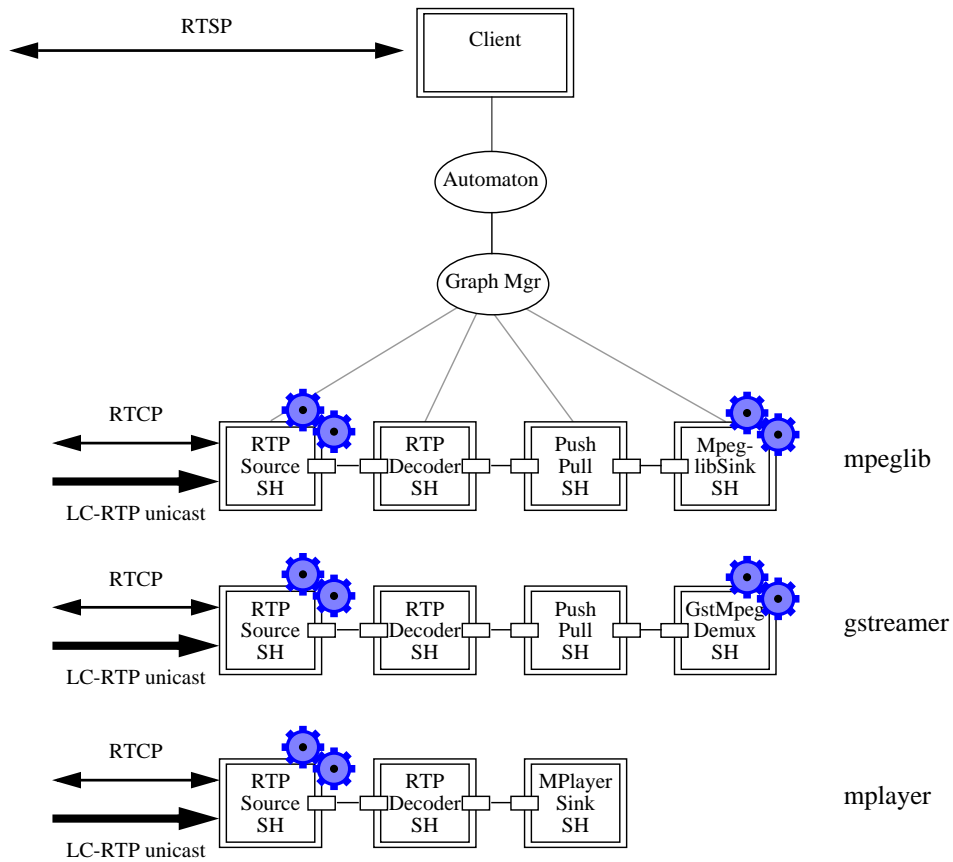 RTSP
Client
Automaton
Graph Mgr
RTCP
LC-RTP unicast
RTP
Source
SH
RTP
Decoder
SH
Push
Pull
SH
Mpeg-
libSink
SH
mpeglib
RTCP
LC-RTP unicast
RTP
Source
SH
RTP
Decoder
SH
Push
Pull
SH
GstMpeg
Demux
SH
gstreamer
RTCP
LC-RTP unicast
RTP
Source
SH
RTP
Decoder
SH
MPlayer
Sink
SH
mplayer